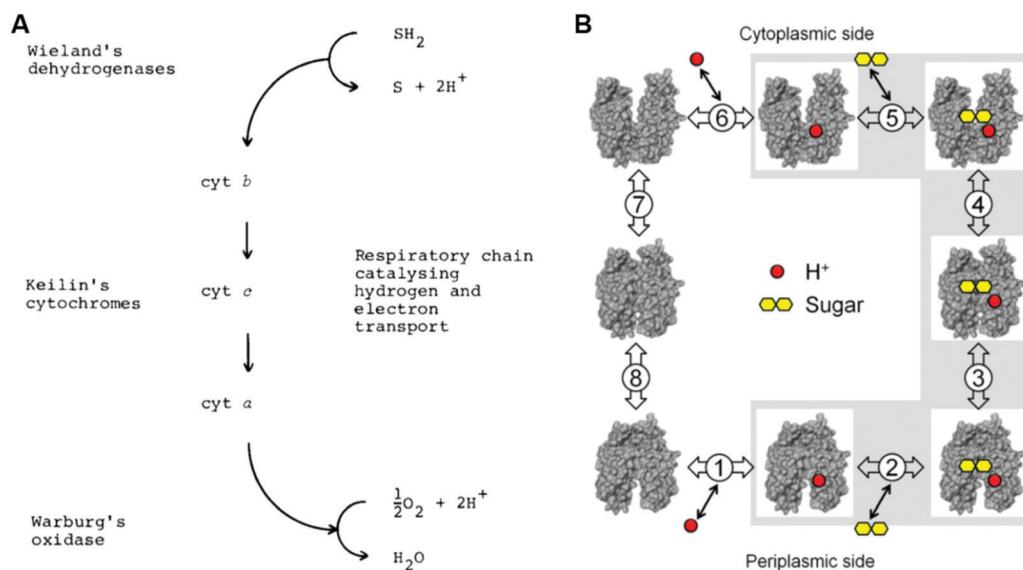 A
Wieland's
dehydrogenases
SH₂
S + 2H⁺
cyt b
Keilin's
cytochromes
cyt c
Respiratory chain
catalysing
hydrogen and
electron
transport
cyt a
Warburg's
oxidase
½O₂ + 2H⁺
H₂O
B
Cytoplasmic side
H
6
5
H
H
7
4
H⁺
Sugar
H
8
3
1
2
H
H
H
Periplasmic side